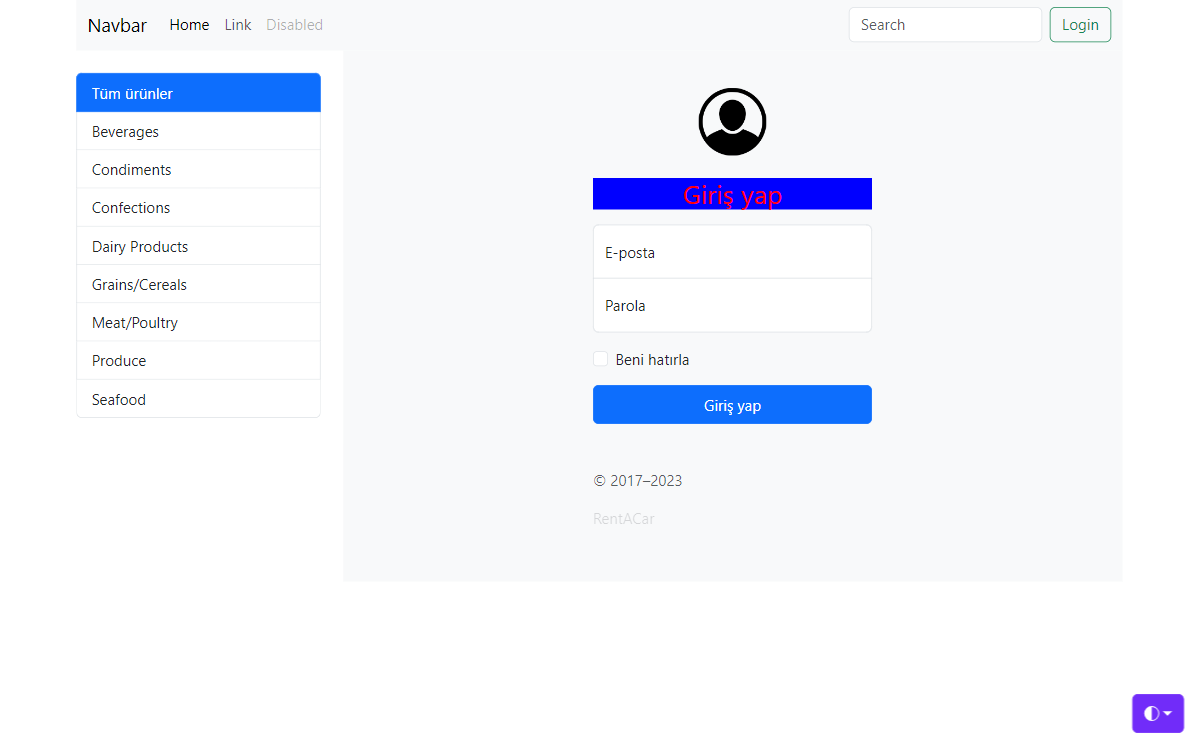 Navbar Home Link Disabled Search Login
Tüm ürünler
Beverages
Condiments
Confections
Dairy Products
Grains/Cereals
Meat/Poultry
Produce
Seafood
Giriş yap
E-posta
Parola
Beni hatırla
Giriş yap
© 2017–2023
RentACar